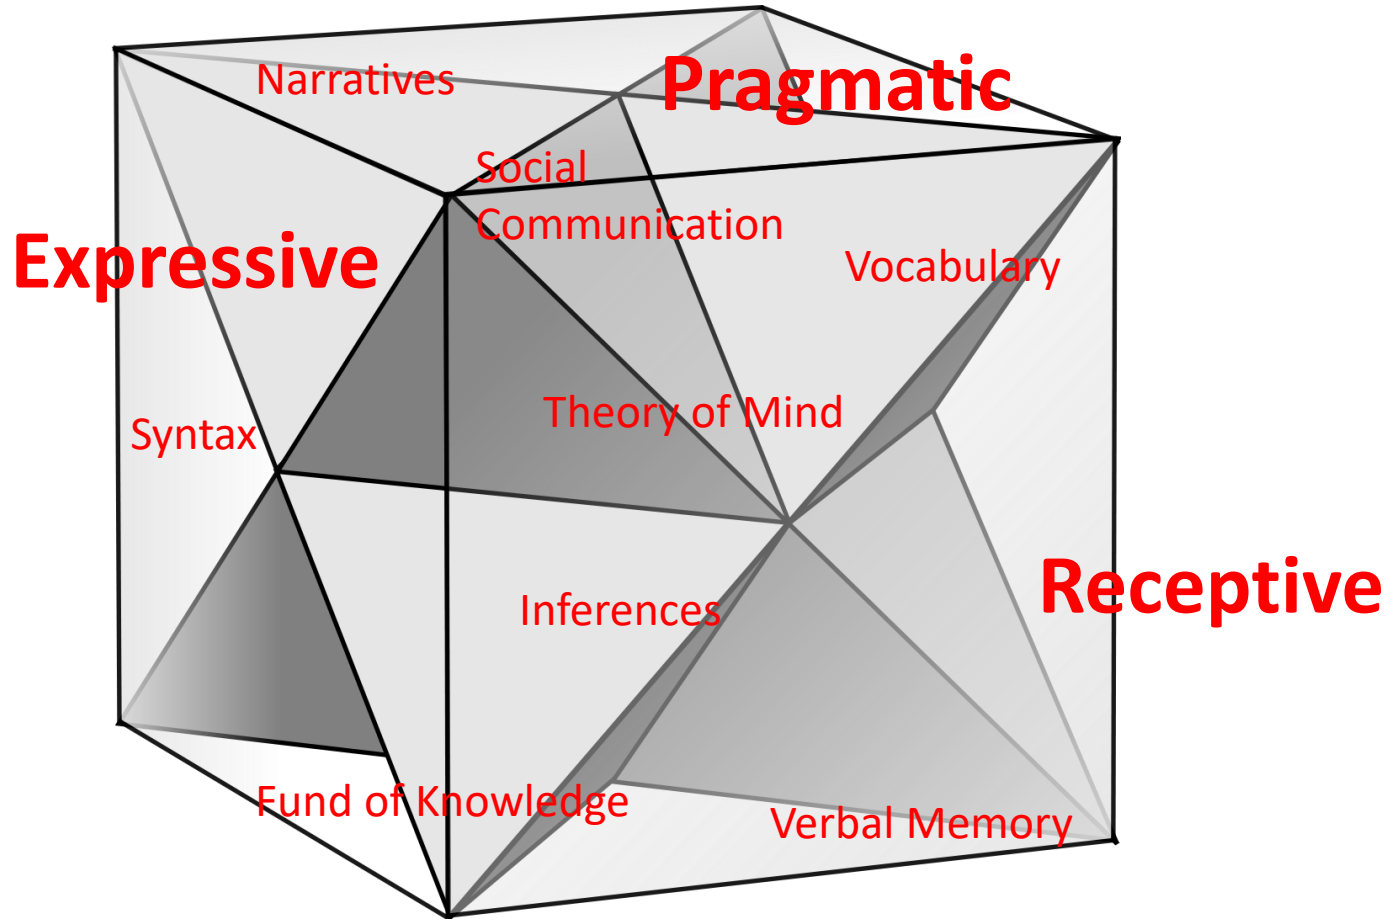 Narratives
Pragmatic
Social
Communication
Expressive
Vocabulary
Theory of Mind
Syntax
Receptive
Inferences
Fund of Knowledge
Verbal Memory